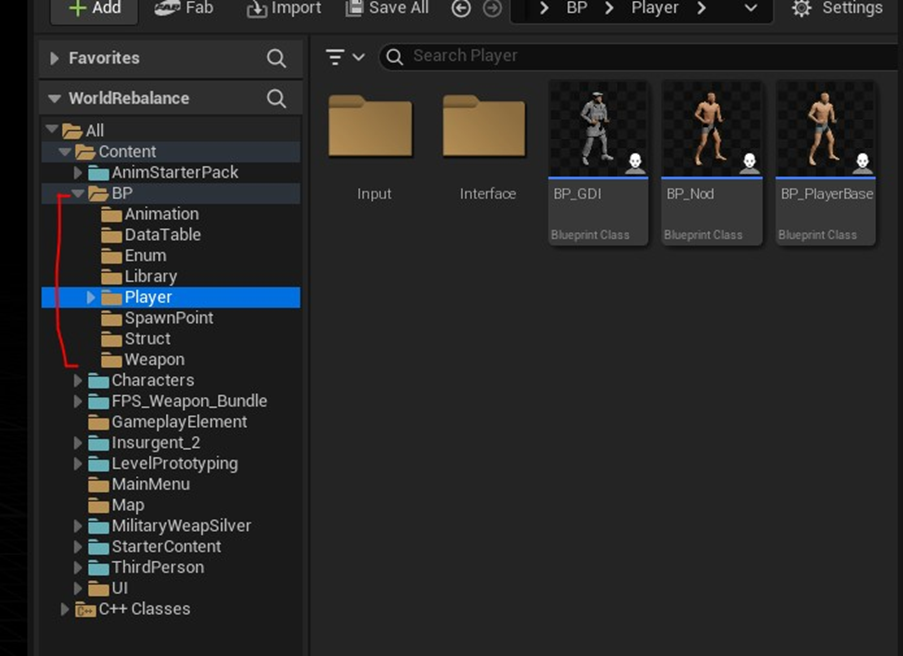 Add Fab Import Save All BP Player Settings
Favorites
Search Player
WorldRebalance
All
Content
AnimStarterPack
BP
Animation
DataTable
Enum
Library
Player
SpawnPoint
Struct
Weapon
Characters
FPS_Weapon_Bundle
GameplayElement
Insurgent_2
LevelPrototyping
MainMenu
Map
MilitaryWeapSilver
StarterContent
ThirdPerson
UI
C++ C++ Classes
Input
Interface
BP_GDI
Blueprint Class
BP_Nod
Blueprint Class
BP_PlayerBase
Blueprint Class